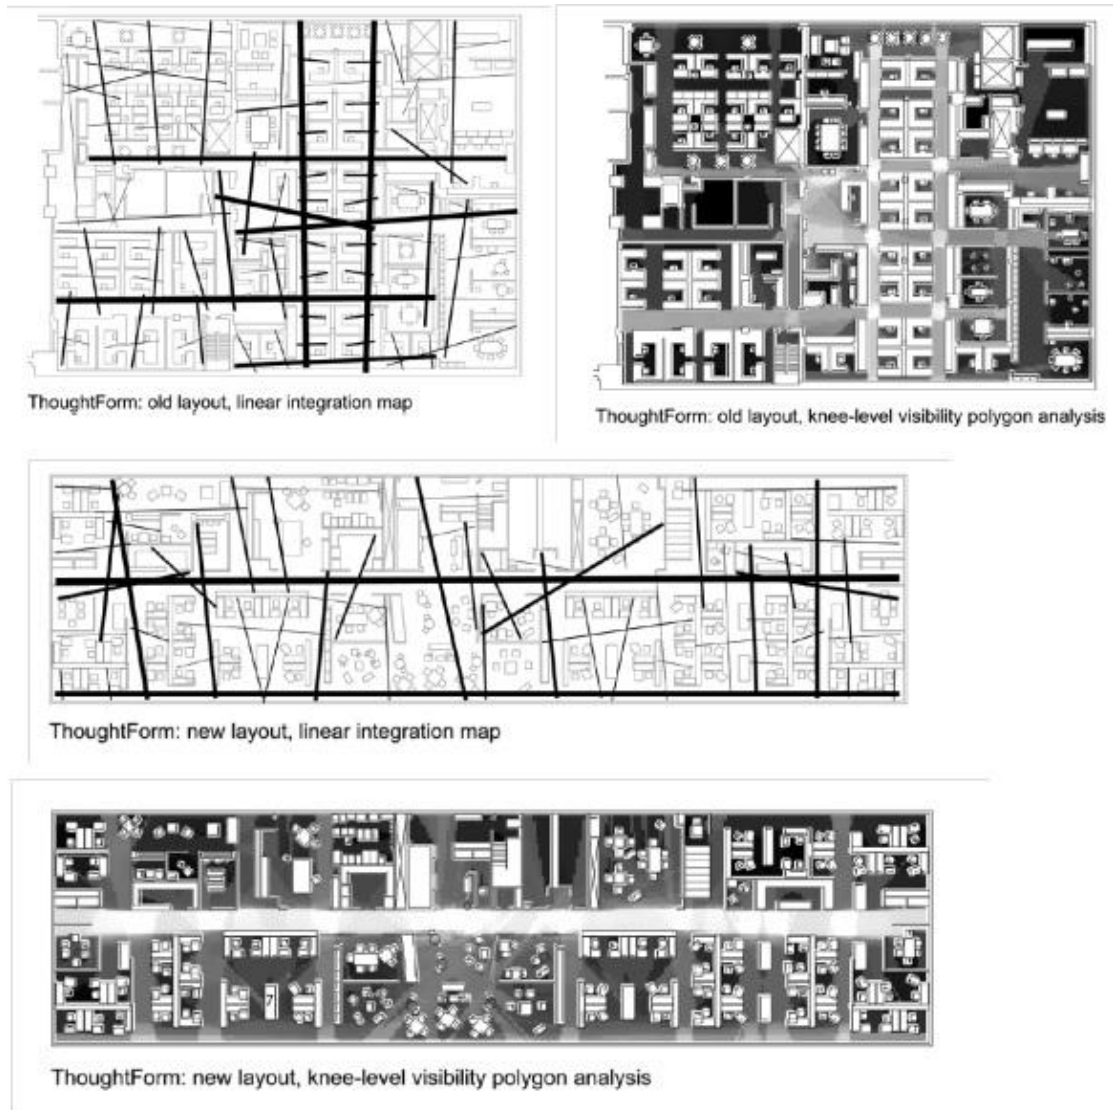 ThoughtForm: old layout, linear integration map
ThoughtForm: old layout, knee-level visibility polygon analysis
ThoughtForm: new layout, linear integration map
7
ThoughtForm: new layout, knee-level visibility polygon analysis